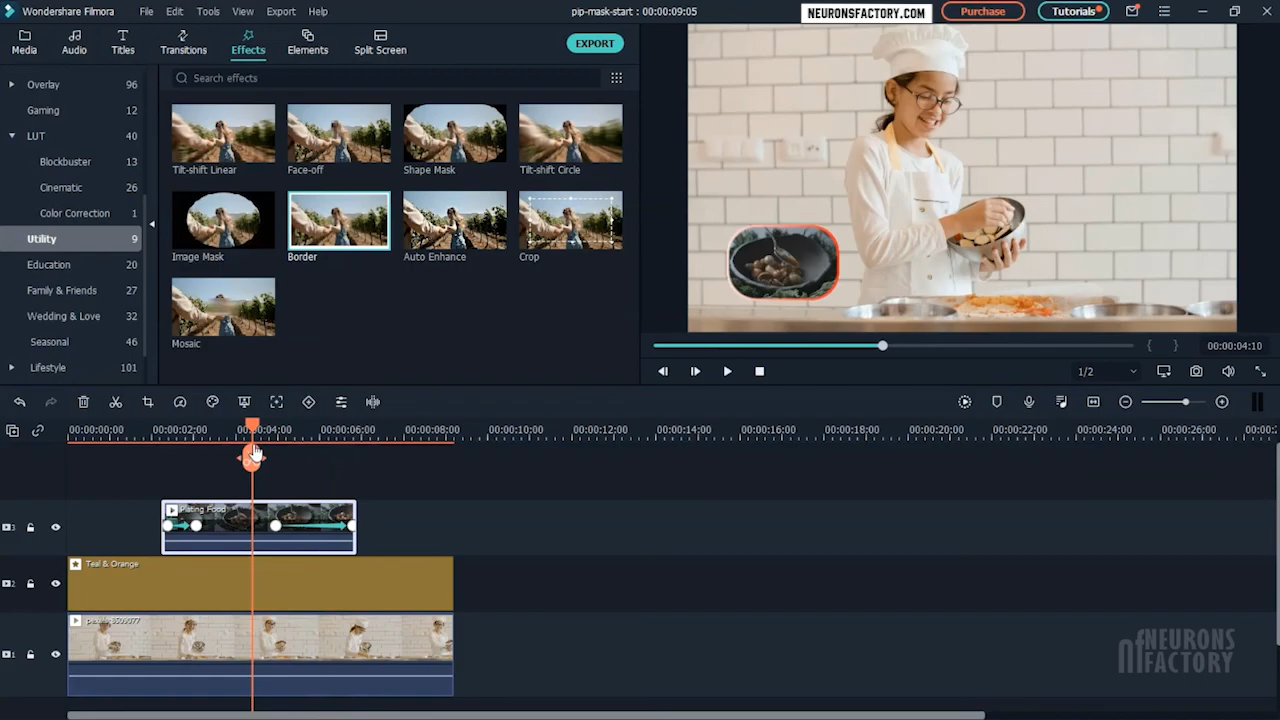 Wondershare Filmora File Edit Tools View Export Help
pip-mask-start : 00:00:09:05
NEURONSFACTORY.COM
Purchase
Tutorials
Media Audio Titles Transitions Effects Elements Split Screen
EXPORT
Search effects
Overlay 96
Gaming 12
LUT 40
Blockbuster 13
Cinematic 26
Color Correction 1
Utility 9
Education 20
Family & Friends 27
Wedding & Love 32
Seasonal 46
Lifestyle 101
Tilt-shift Linear Face-off Shape Mask Tilt-shift Circle
Image Mask Border Auto Enhance Crop
Mosaic
00:00:04:10
1/2
00:00:00:00 00:00:02:00 00:00:04:00 00:00:06:00 00:00:08:00 00:00:10:00 00:00:12:00 00:00:14:00 00:00:16:00 00:00:18:00 00:00:20:00 00:00:22:00 00:00:24:00 00:00:26:00
3
Plating Food
2
Teal & Orange
1
NEURONS
FACTORY
nf